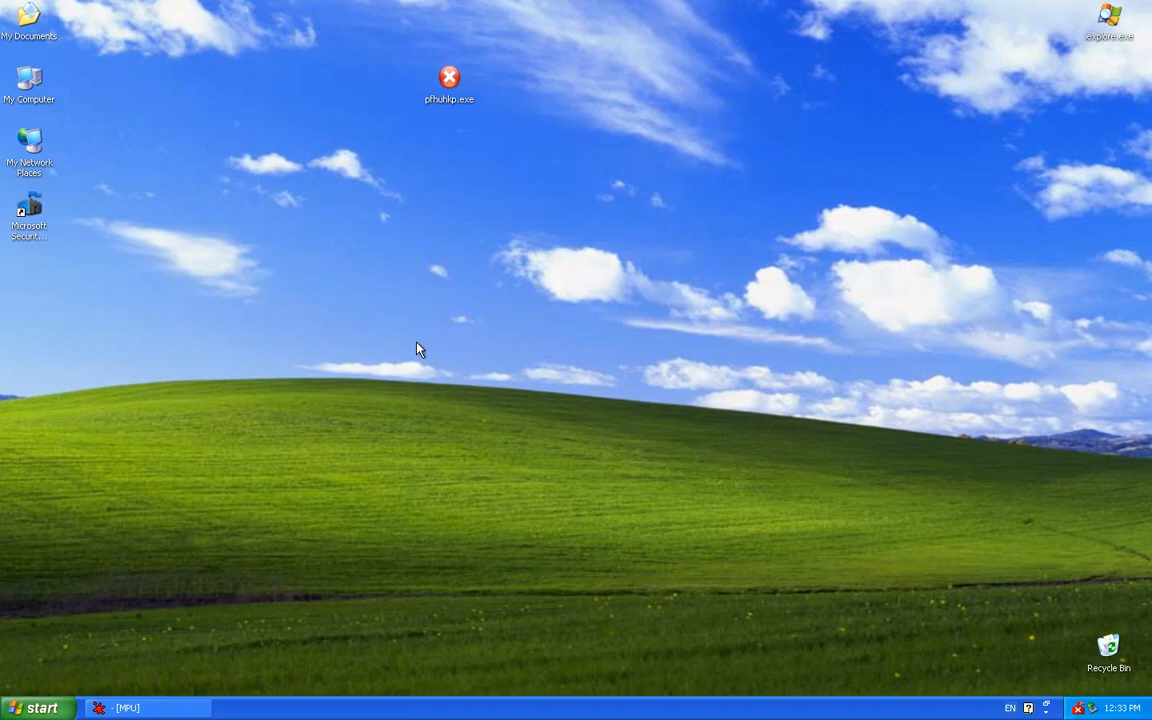 My Documents
explore.exe
My Computer
pfhuhkp.exe
My Network
Places
Microsoft
Securit...
Recycle Bin
start
- [MPU]
EN
12:33 PM